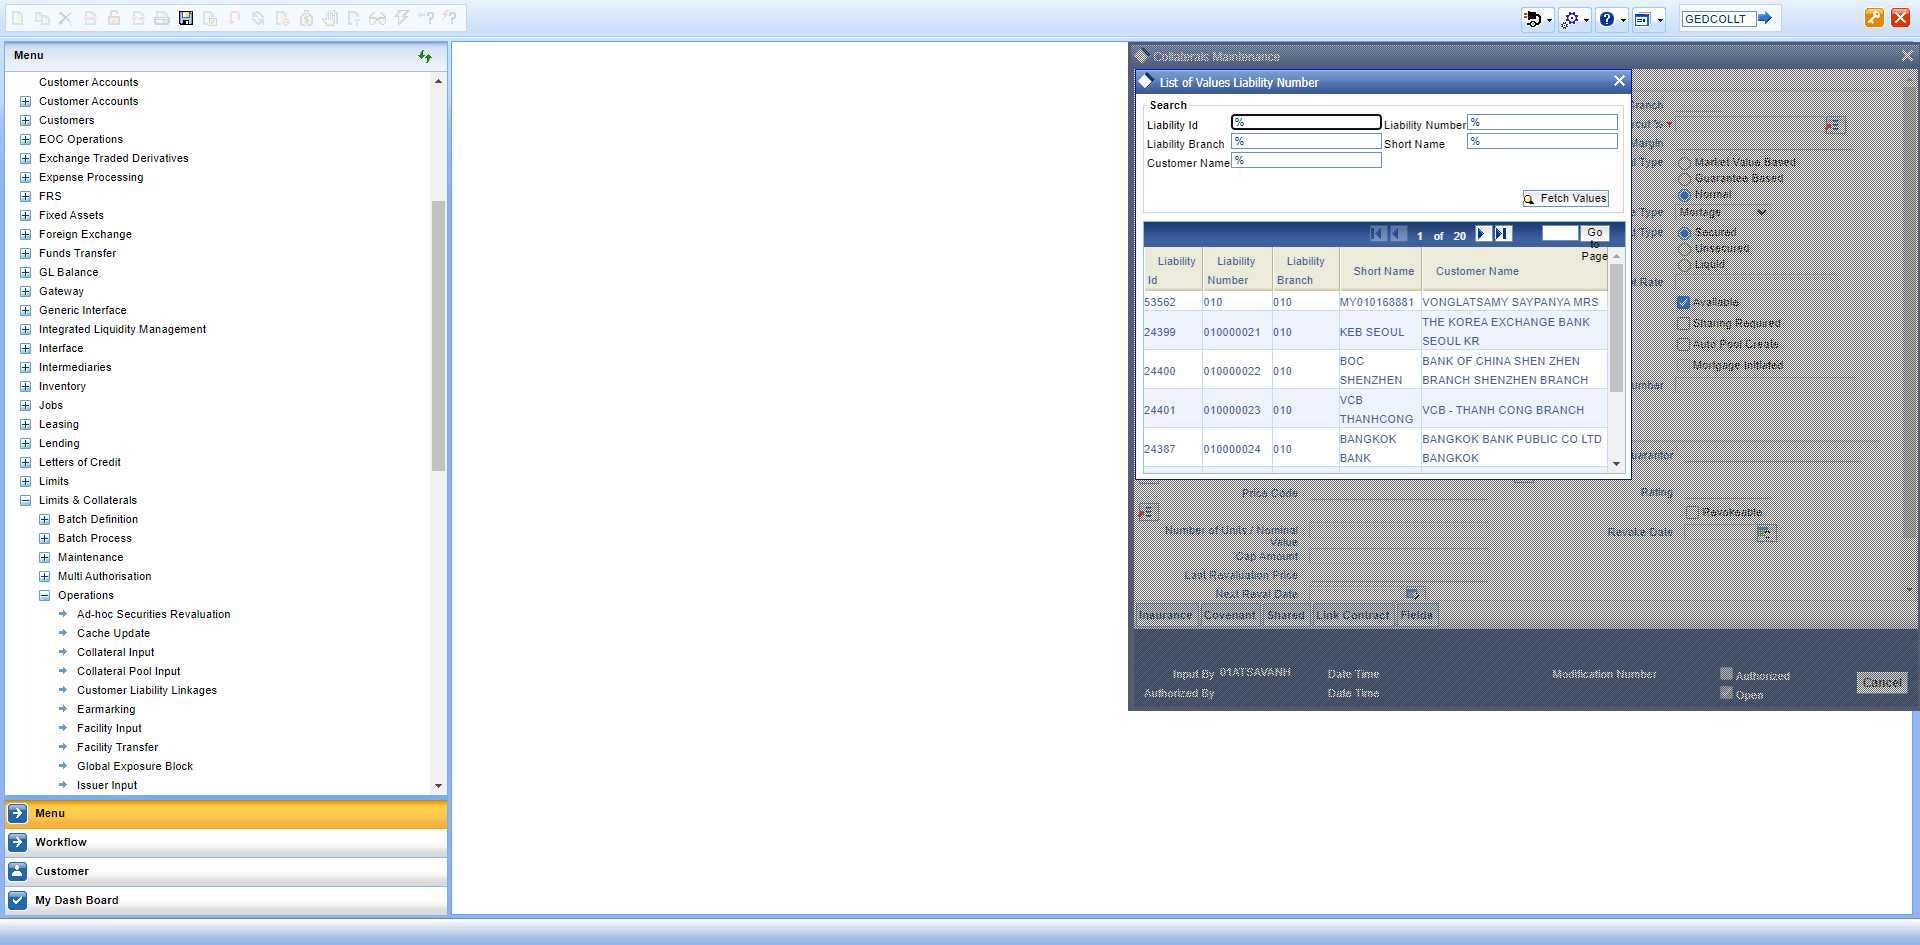 GEDCOLLT
Menu
Customer Accounts
Customer Accounts
Customers
EOC Operations
Exchange Traded Derivatives
Expense Processing
FRS
Fixed Assets
Foreign Exchange
Funds Transfer
GL Balance
Gateway
Generic Interface
Integrated Liquidity Management
Interface
Intermediaries
Inventory
Jobs
Leasing
Lending
Letters of Credit
Limits
Limits & Collaterals
Batch Definition
Batch Process
Maintenance
Multi Authorisation
Operations
Ad-hoc Securities Revaluation
Cache Update
Collateral Input
Collateral Pool Input
Customer Liability Linkages
Earmarking
Facility Input
Facility Transfer
Global Exposure Block
Issuer Input
Menu
Workflow
Customer
My Dash Board
Collaterals Maintenance
List of Values Liability Number
Search
Liability Id % Liability Number %
Liability Branch % Short Name %
Customer Name %
Fetch Values
1 of 20 Go to Page
Liability Id Liability Number Liability Branch Short Name Customer Name
53562 010 010 MY010168881 VONGLATSAMY SAYPANYA MRS
24399 010000021 010 KEB SEOUL THE KOREA EXCHANGE BANK SEOUL KR
24400 010000022 010 BOC SHENZHEN BANK OF CHINA SHEN ZHEN BRANCH SHENZHEN BRANCH
24401 010000023 010 VCB THANHCONG VCB - THANH CONG BRANCH
24387 010000024 010 BANGKOK BANK BANGKOK BANK PUBLIC CO LTD BANGKOK
Type Market Value Based
Guarantee Based
Normal
Type Mortage
Type Secured
Unsecured
Liquid
Rate
Available
Sharing Required
Auto Pool Create
Mortgage Initiated
Price Code
Rating
Revokeable
Number of Units / Nominal Value
Revoke Date
Cap Amount
Last Revaluation Price
Next Reval Date
Insurance Covenant Shared Link Contract Fields
Input By 01ATSAVANH Date Time Modification Number Authorized
Authorized By Date Time Open
Cancel